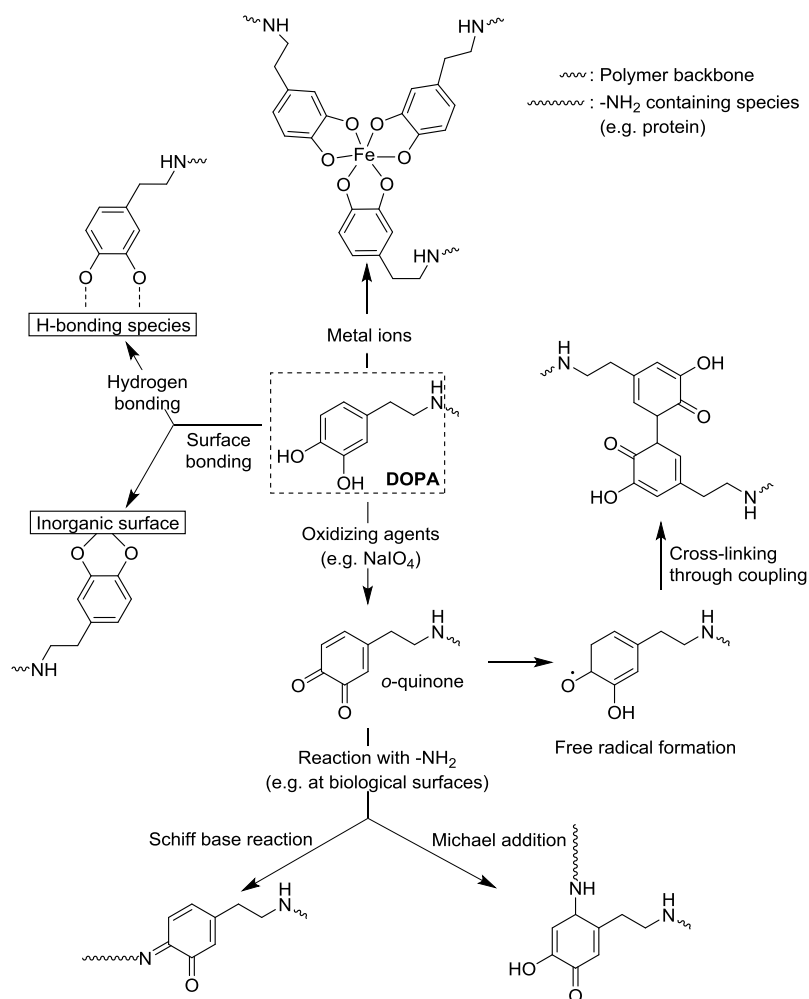 NH
NH
HN
: Polymer backbone
: -NH2 containing species
(e.g. protein)
O
O
O
O
Fe
O
O
HN
O
O
HN
H-bonding species
Metal ions
Hydrogen
bonding
Surface
bonding
H
N
HO
OH
DOPA
H
N
OH
O
O
HO
N
H
Inorganic surface
O
O
NH
Oxidizing agents
(e.g. NaIO4)
Cross-linking
through coupling
H
N
O
O
o-quinone
H
N
O
OH
Free radical formation
Reaction with -NH2
(e.g. at biological surfaces)
Schiff base reaction
Michael addition
H
N
N
O
NH
H
N
HO
O